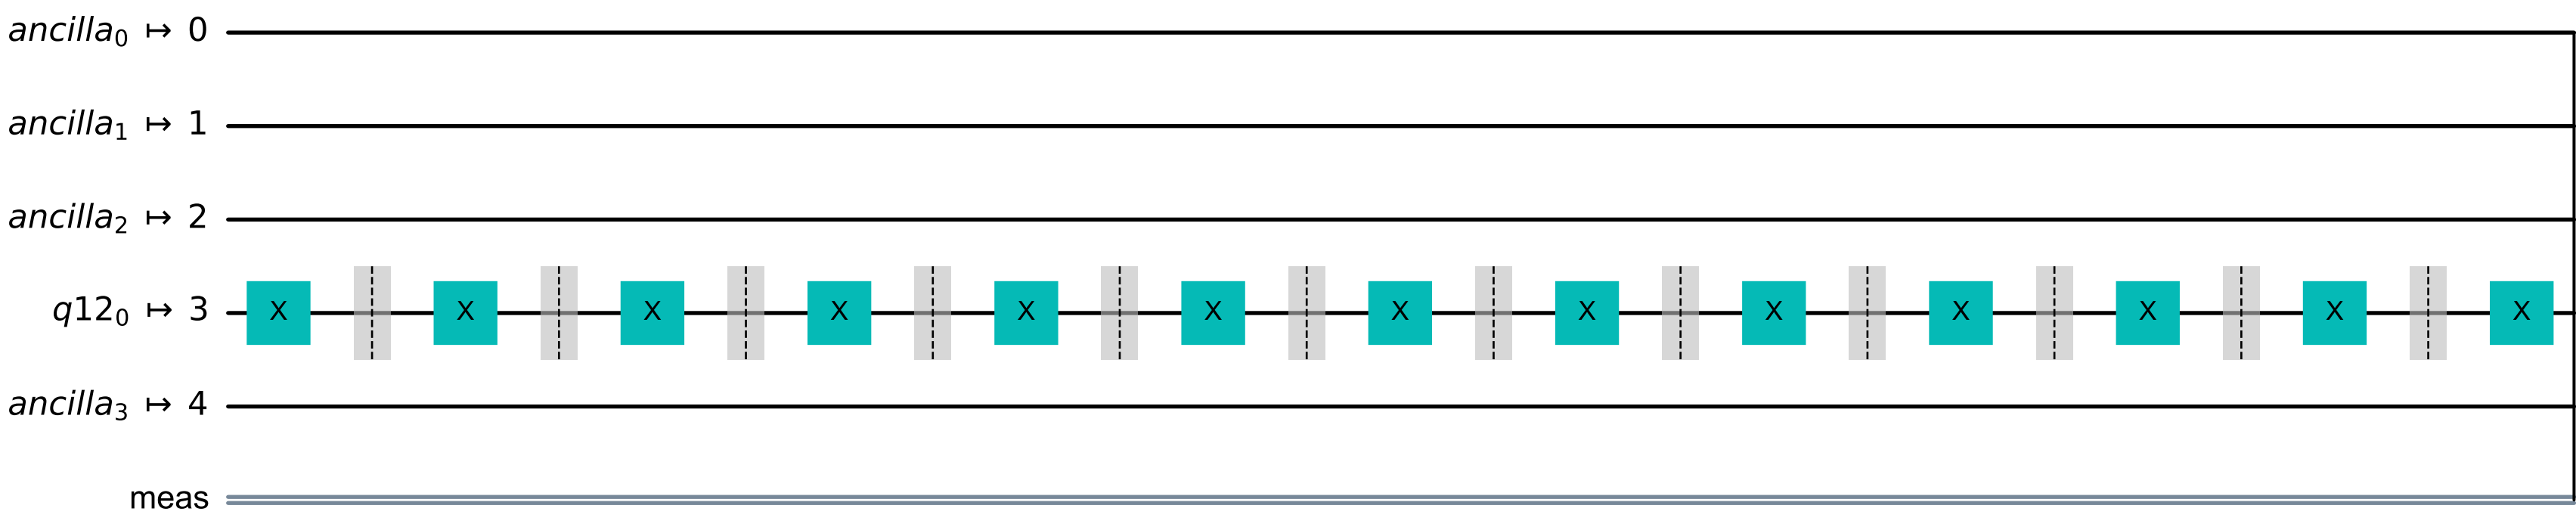 ancilla₀ ↦ 0
ancilla₁ ↦ 1
ancilla₂ ↦ 2
q12₀ ↦ 3 X X X X X X X X X X X X X
ancilla₃ ↦ 4
meas